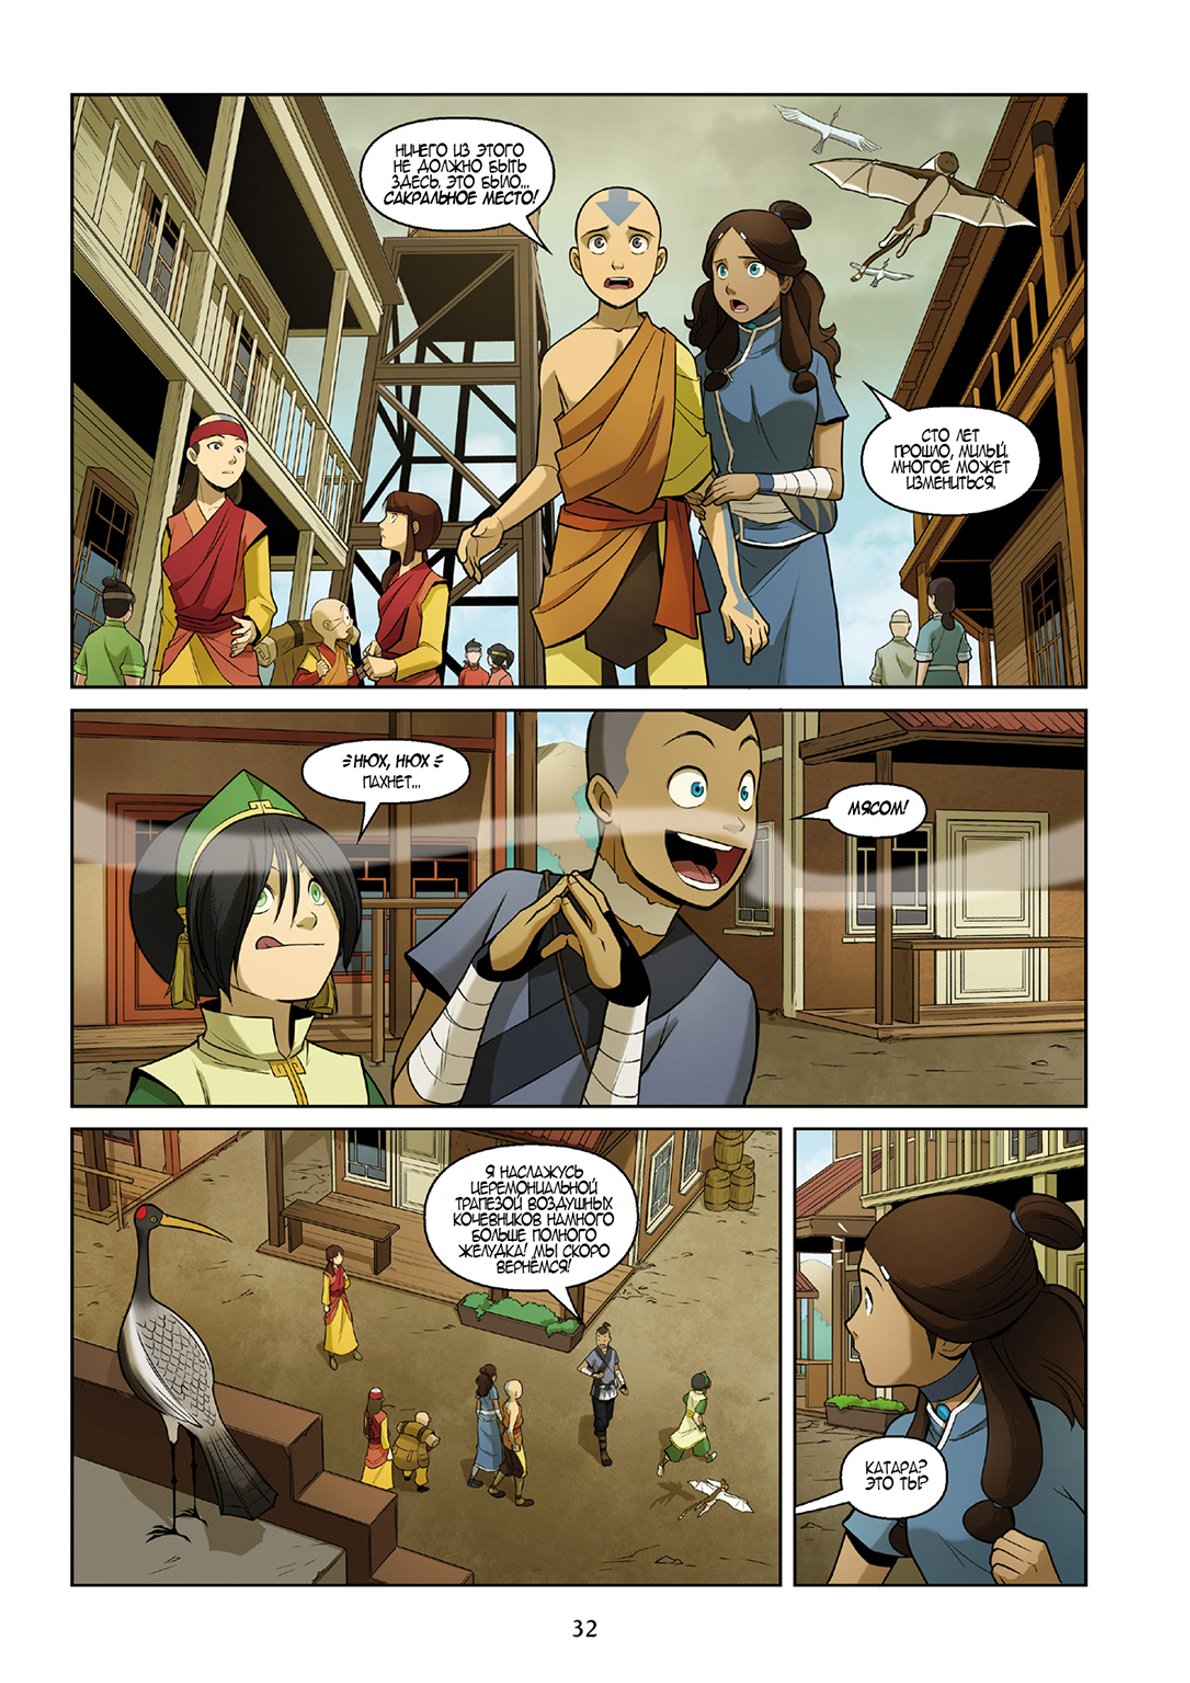 НИЧЕГО ИЗ ЭТОГО
НЕ ДОЛЖНО БЫТЬ
ЗДЕСЬ. ЭТО БЫЛО...
САКРАЛЬНОЕ МЕСТО!
СТО ЛЕТ
ПРОШЛО, МИЛЫЙ.
МНОГОЕ МОЖЕТ
ИЗМЕНИТЬСЯ.
НЮХ, НЮХ
ПАХНЕТ...
МЯСОМ!
Я НАСЛАЖУСЬ
ЦЕРЕМОНИАЛЬНОЙ
ТРАПЕЗОЙ ВОЗДУШНЫХ
КОЧЕВНИКОВ НАМНОГО
БОЛЬШЕ ПОЛНОГО
ЖЕЛУДКА! МЫ СКОРО
ВЕРНЁМСЯ!
КАТАРА?
ЭТО ТЫ?
32